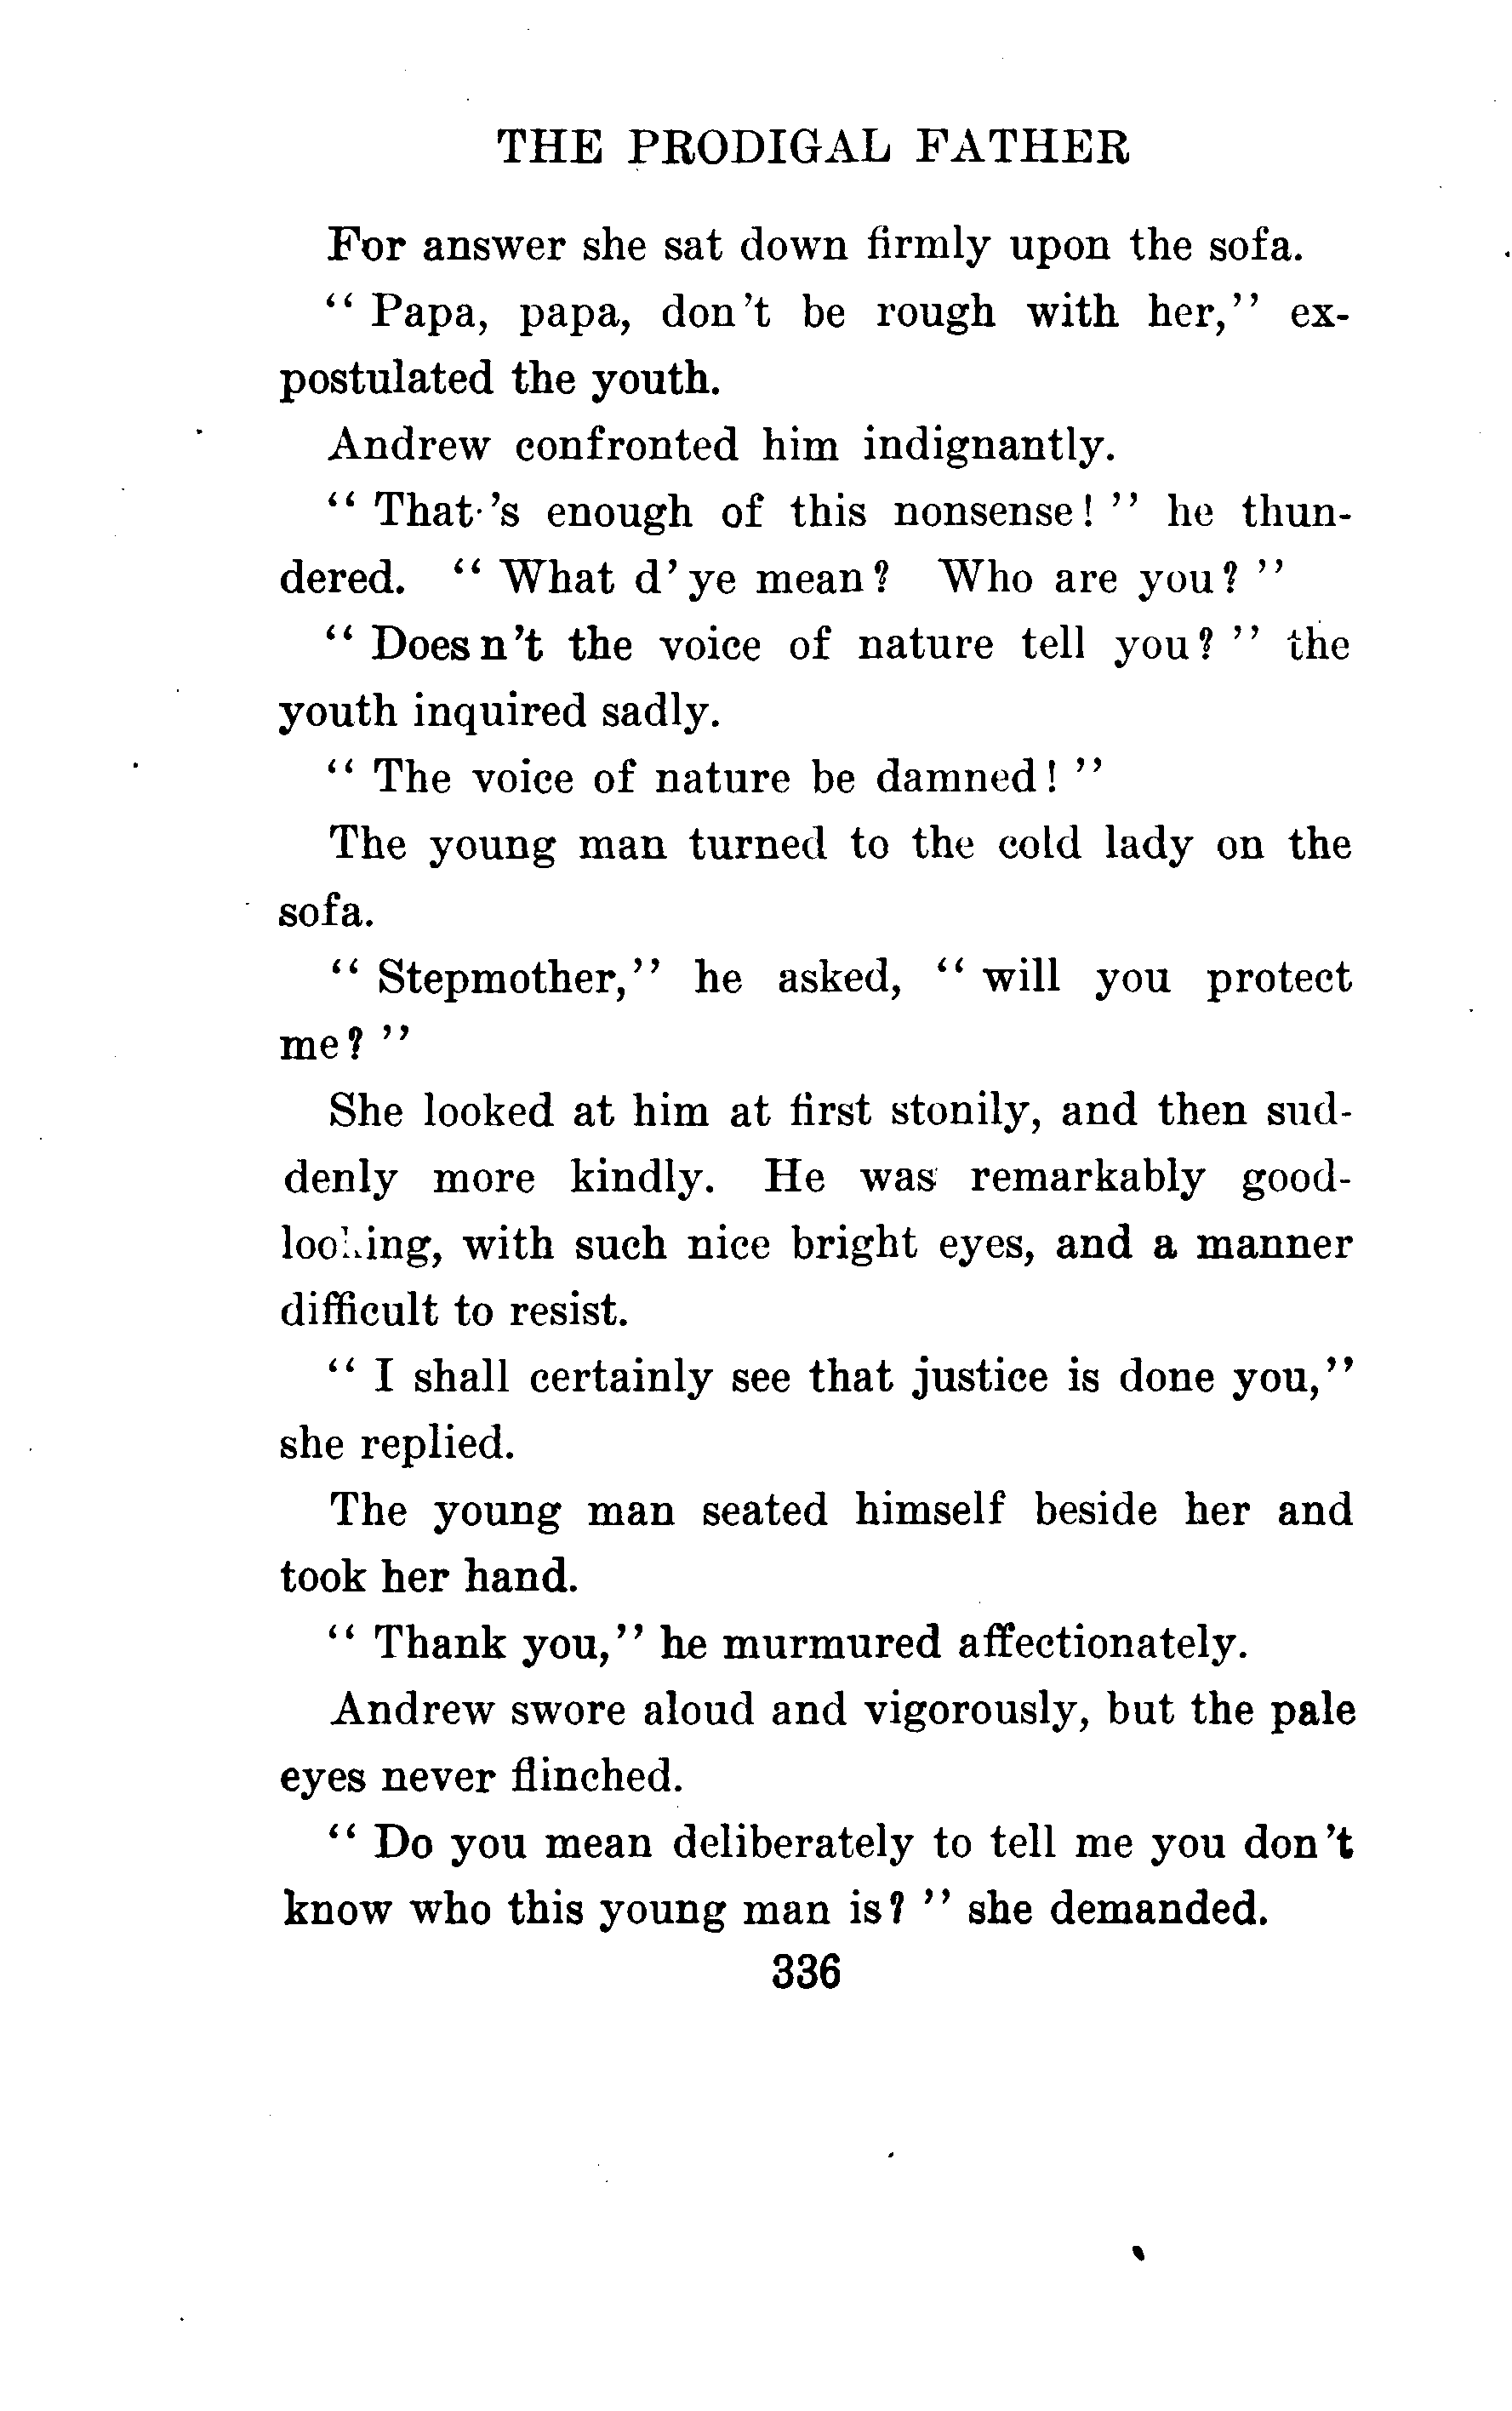 THE PRODIGAL FATHER
For answer she sat down firmly upon the sofa.
" Papa, papa, don't be rough with her," ex-
postulated the youth.
Andrew confronted him indignantly.
" That's enough of this nonsense! " he thun-
dered. " What d' ye mean? Who are you? "
" Does n't the voice of nature tell you? " the
youth inquired sadly.
" The voice of nature be damned! "
The young man turned to the cold lady on the
sofa.
" Stepmother," he asked, " will you protect
me? "
She looked at him at first stonily, and then sud-
denly more kindly. He was remarkably good-
looking, with such nice bright eyes, and a manner
difficult to resist.
" I shall certainly see that justice is done you,"
she replied.
The young man seated himself beside her and
took her hand.
" Thank you," he murmured affectionately.
Andrew swore aloud and vigorously, but the pale
eyes never flinched.
" Do you mean deliberately to tell me you don't
know who this young man is? " she demanded.
336